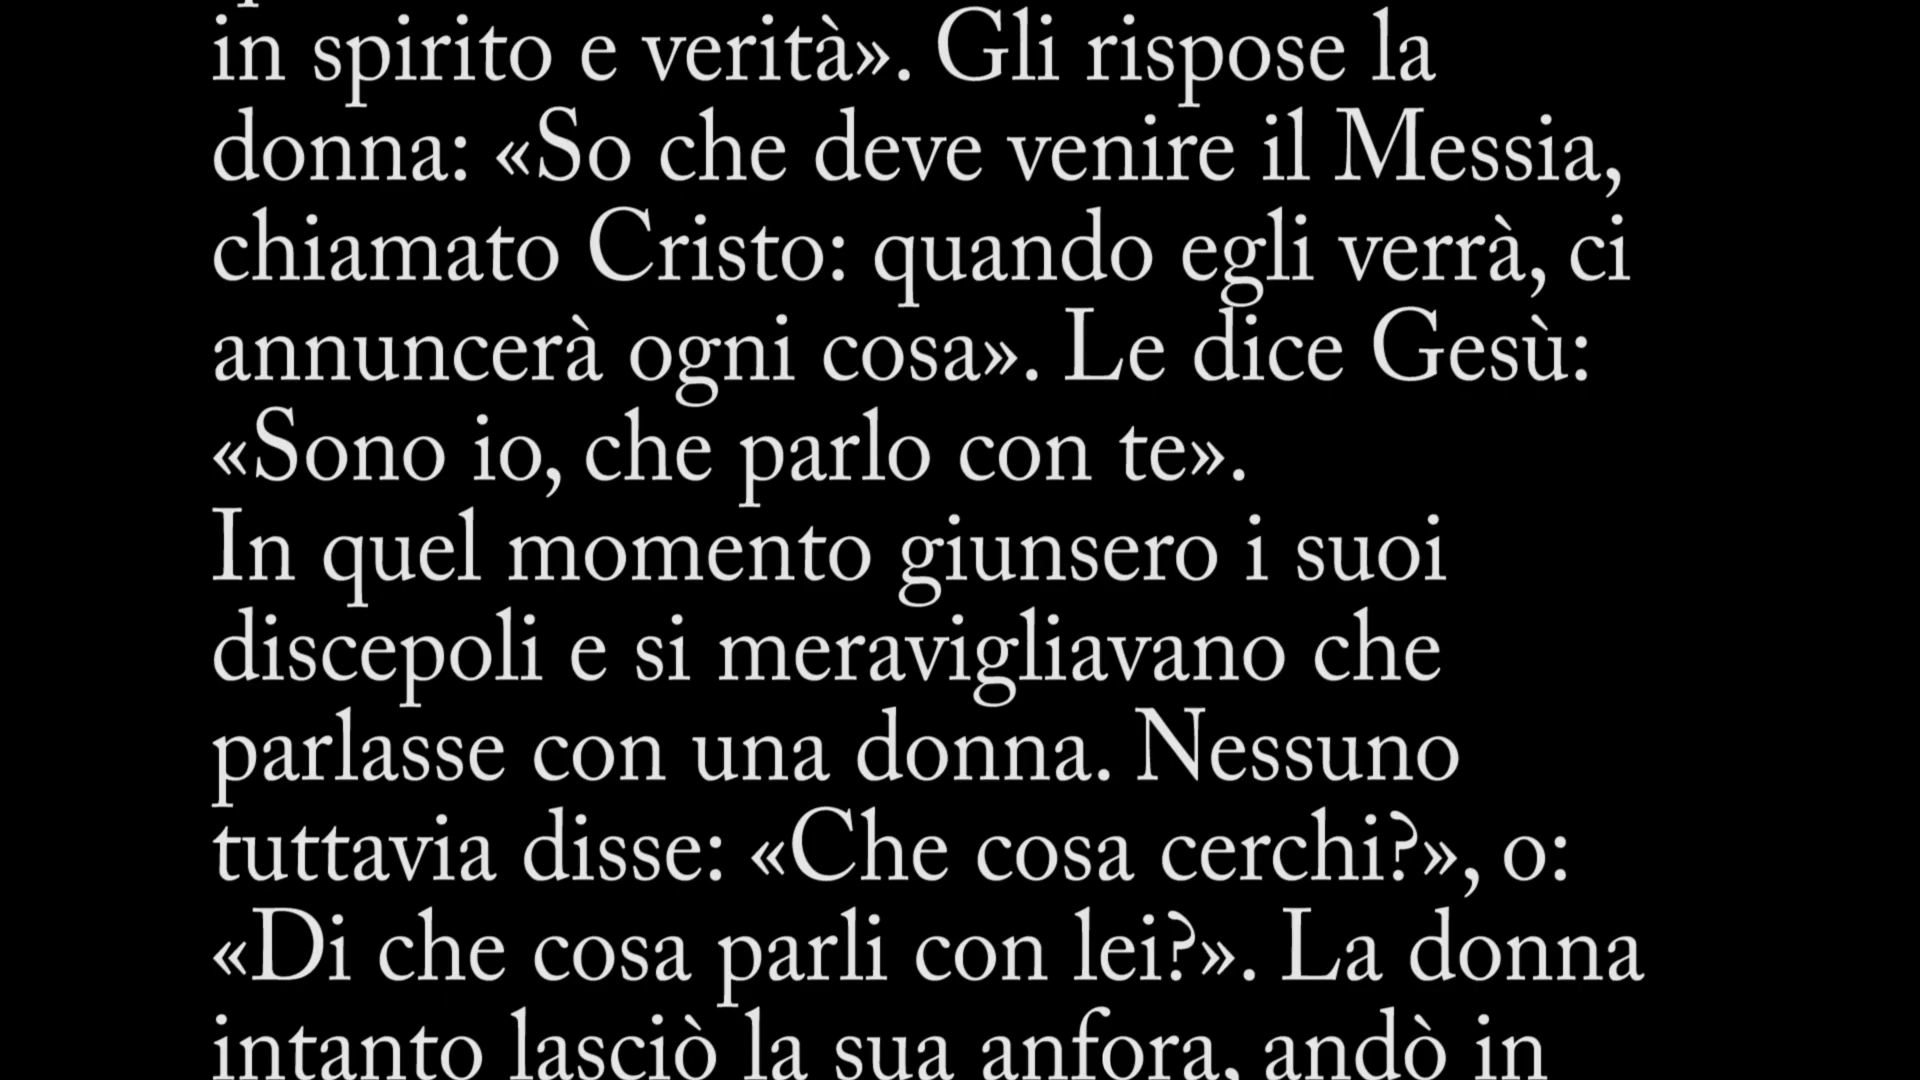 in spirito e verità». Gli rispose la
donna: «So che deve venire il Messia,
chiamato Cristo: quando egli verrà, ci
annuncerà ogni cosa». Le dice Gesù:
«Sono io, che parlo con te».
In quel momento giunsero i suoi
discepoli e si meravigliavano che
parlasse con una donna. Nessuno
tuttavia disse: «Che cosa cerchi?», o:
«Di che cosa parli con lei?». La donna
intanto lasciò la sua anfora, andò in